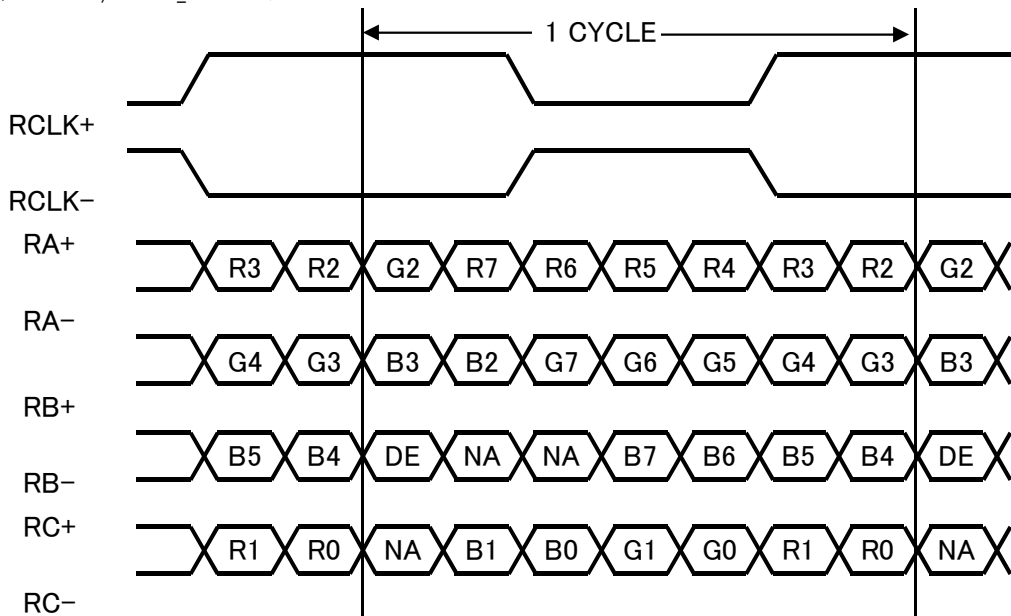 1 CYCLE
RCLK+
RCLK-
RA+
R3 R2 G2 R7 R6 R5 R4 R3 R2 G2
RA-
G4 G3 B3 B2 G7 G6 G5 G4 G3 B3
RB+
B5 B4 DE NA NA B7 B6 B5 B4 DE
RB-
RC+
R1 R0 NA B1 B0 G1 G0 R1 R0 NA
RC-